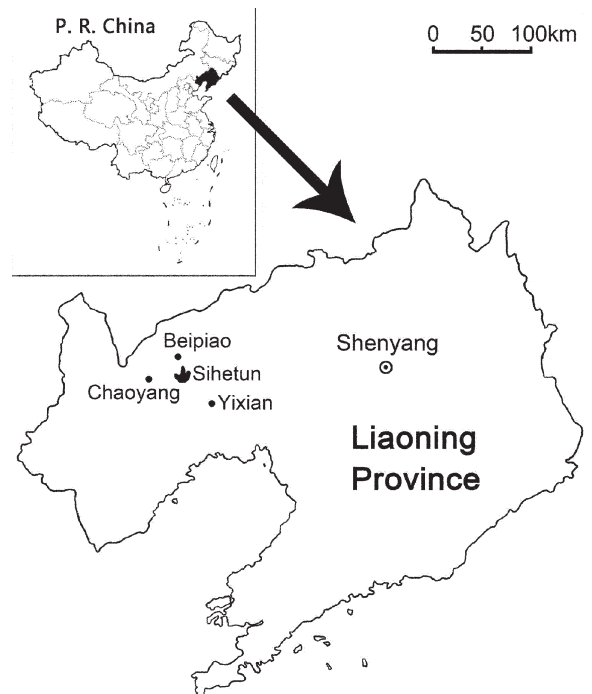 P. R. China
0 50 100km
Beipiao
Shenyang
Sihetun
Chaoyang
Yixian
Liaoning
Province